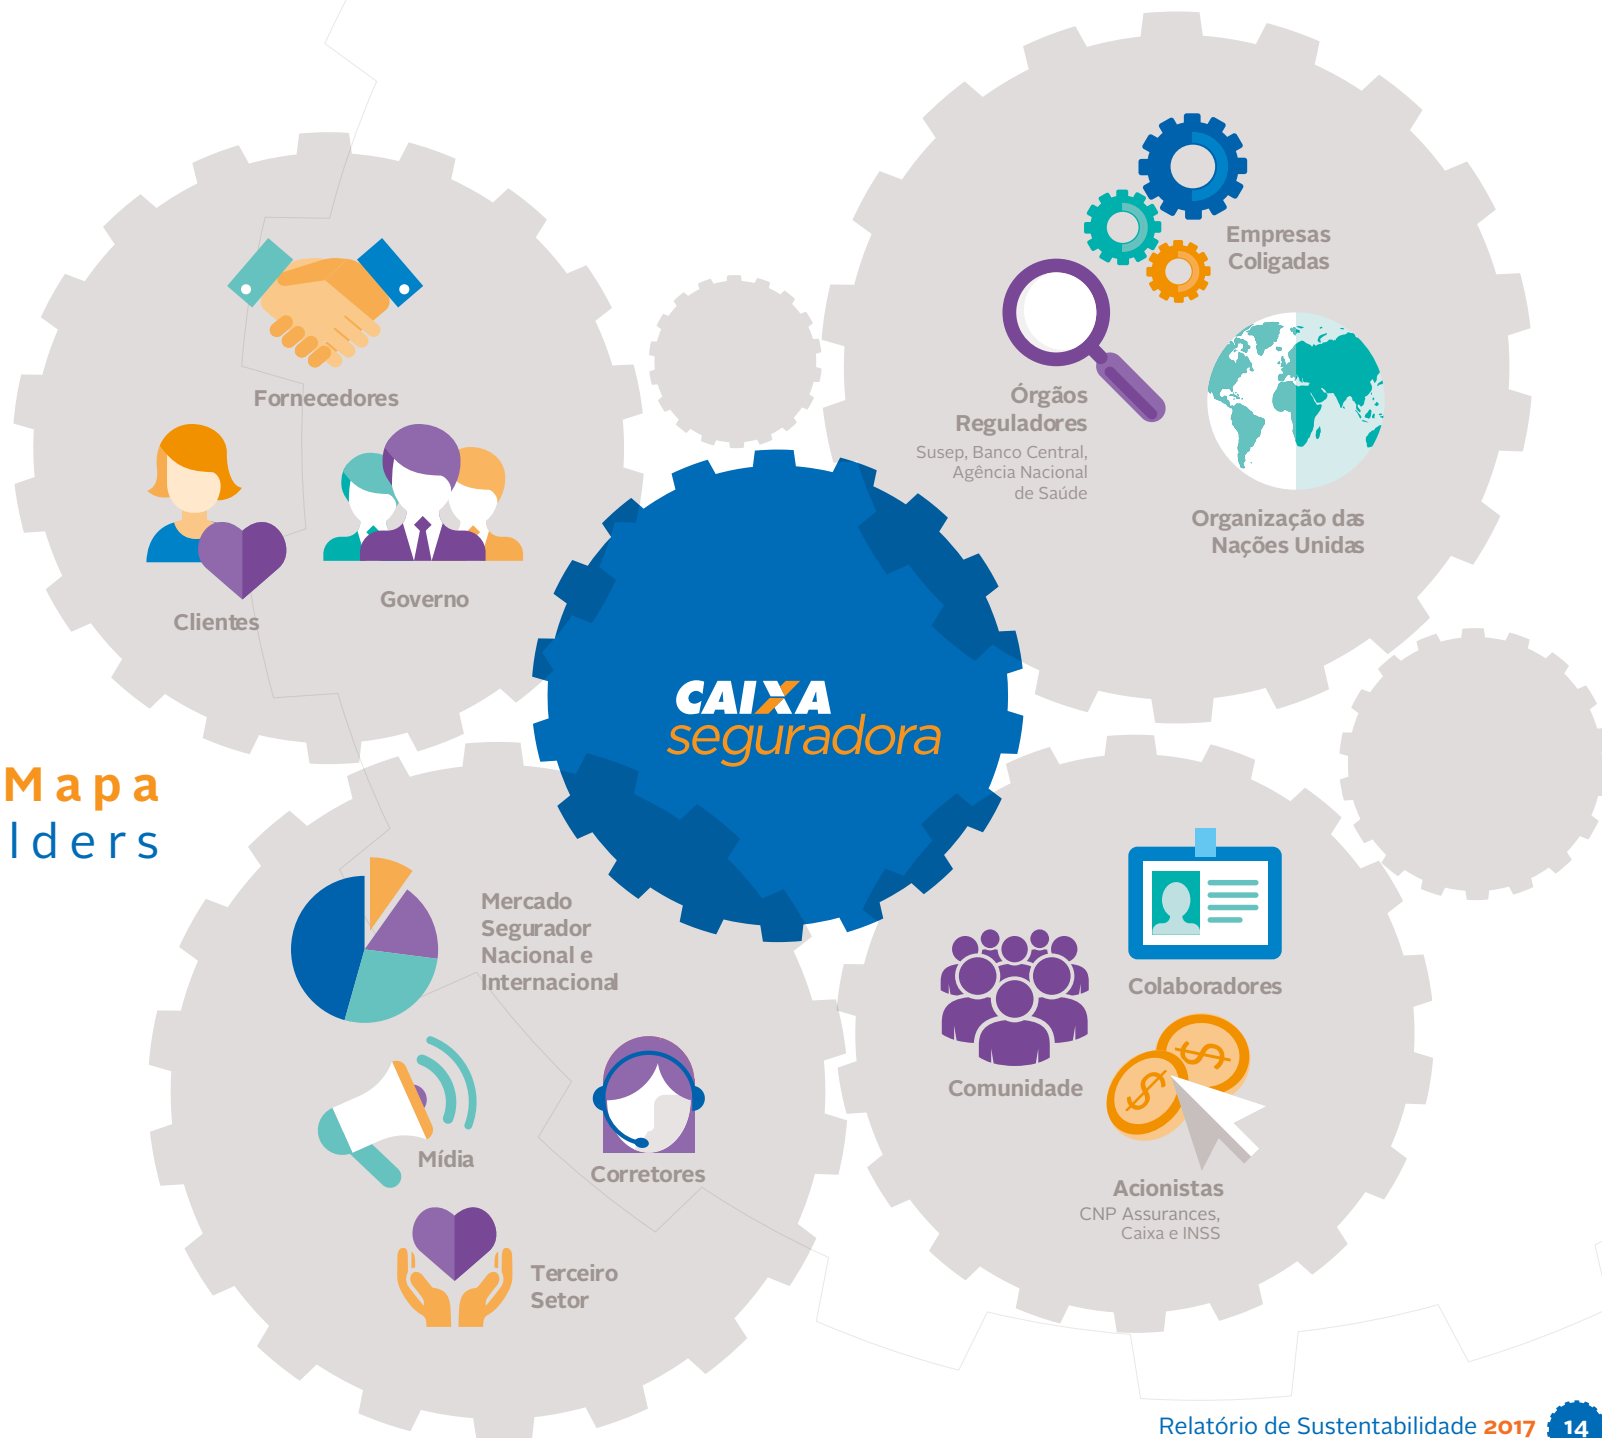 Empresas
Coligadas
Órgãos
Reguladores
Susep, Banco Central,
Agência Nacional
de Saúde
Organização das
Nações Unidas
Fornecedores
Clientes
Governo
CAIXA
seguradora
Mapa
lders
Mercado
Segurador
Nacional e
Internacional
Mídia
Corretores
Terceiro
Setor
Colaboradores
Comunidade
$
$
Acionistas
CNP Assurances,
Caixa e INSS
Relatório de Sustentabilidade 2017 14